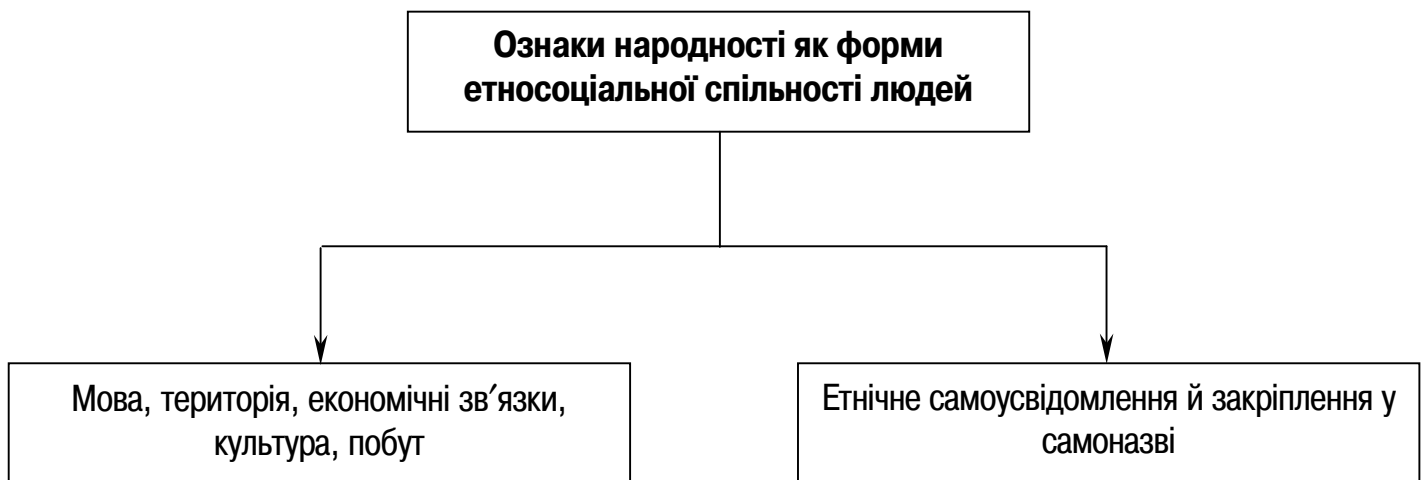 Ознаки народності як форми
етносоціальної спільності людей
Мова, територія, економічні зв′язки,
культура, побут
Етнічне самоусвідомлення й закріплення у
самоназві